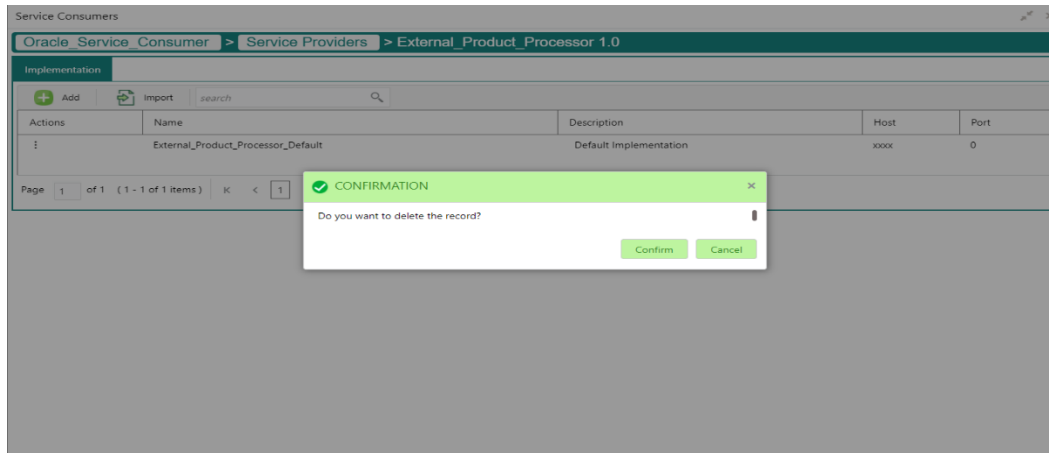 Service Consumers
Oracle_Service_Consumer > Service Providers > External_Product_Processor 1.0
Implementation
Add Import search
Actions Name Description Host Port
External_Product_Processor_Default Default Implementation xxxx 0
Page 1 of 1 (1 - 1 of 1 items) K < 1
CONFIRMATION ×
Do you want to delete the record?
Confirm Cancel